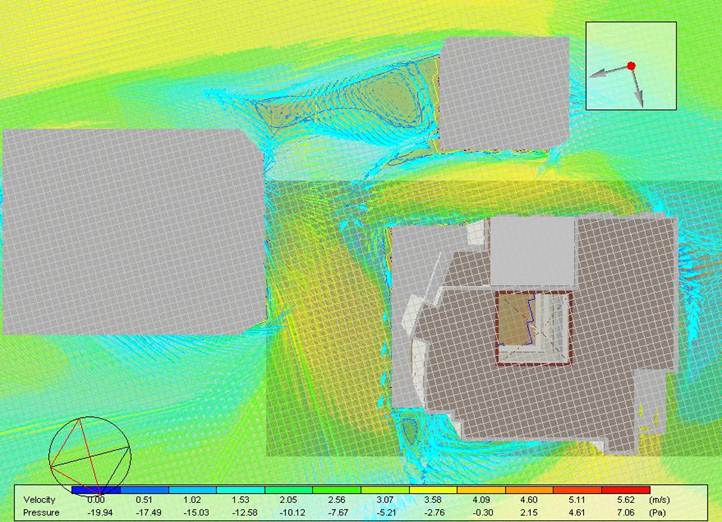 Velocity 0.00 0.51 1.02 1.53 2.05 2.56 3.07 3.58 4.09 4.60 5.11 5.62 (m/s)
Pressure -19.94 -17.49 -15.03 -12.58 -10.12 -7.67 -5.21 -2.76 -0.30 2.15 4.61 7.06 (Pa)